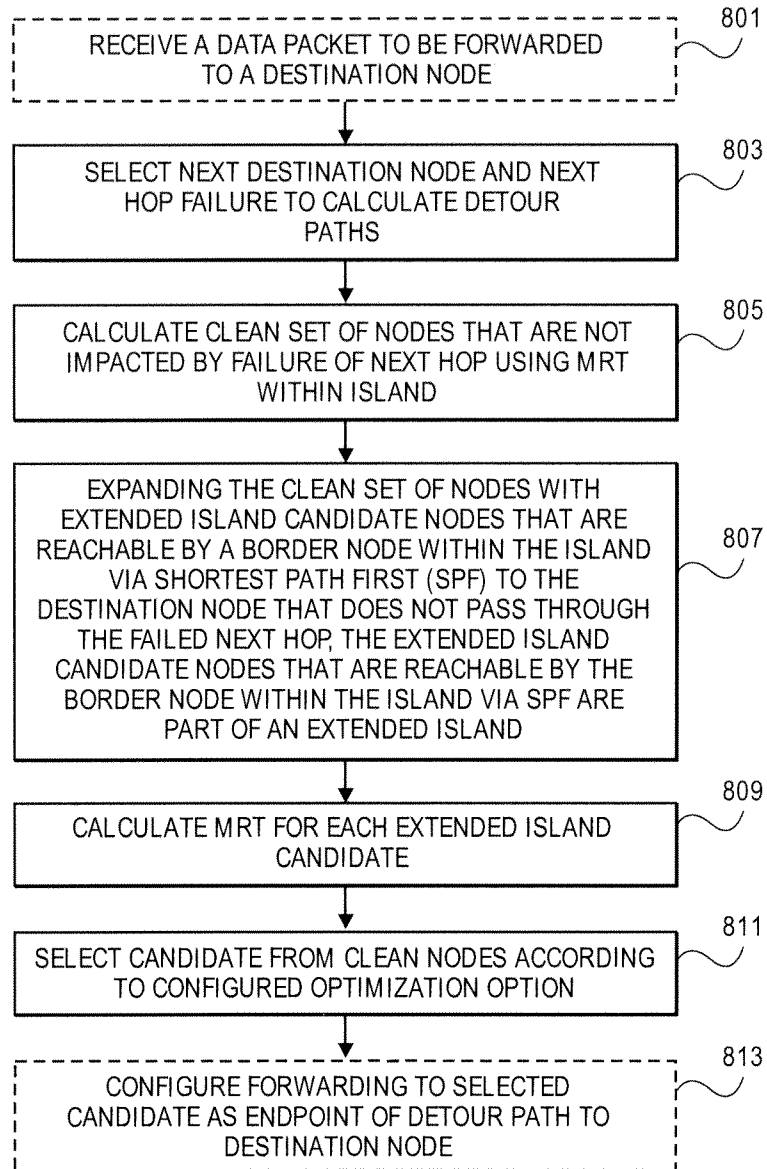 801
RECEIVE A DATA PACKET TO BE FORWARDED
TO A DESTINATION NODE
803
SELECT NEXT DESTINATION NODE AND NEXT
HOP FAILURE TO CALCULATE DETOUR
PATHS
805
CALCULATE CLEAN SET OF NODES THAT ARE NOT
IMPACTED BY FAILURE OF NEXT HOP USING MRT
WITHIN ISLAND
807
EXPANDING THE CLEAN SET OF NODES WITH
EXTENDED ISLAND CANDIDATE NODES THAT ARE
REACHABLE BY A BORDER NODE WITHIN THE ISLAND
VIA SHORTEST PATH FIRST (SPF) TO THE
DESTINATION NODE THAT DOES NOT PASS THROUGH
THE FAILED NEXT HOP, THE EXTENDED ISLAND
CANDIDATE NODES THAT ARE REACHABLE BY THE
BORDER NODE WITHIN THE ISLAND VIA SPF ARE
PART OF AN EXTENDED ISLAND
809
CALCULATE MRT FOR EACH EXTENDED ISLAND
CANDIDATE
811
SELECT CANDIDATE FROM CLEAN NODES ACCORDING
TO CONFIGURED OPTIMIZATION OPTION
813
CONFIGURE FORWARDING TO SELECTED
CANDIDATE AS ENDPOINT OF DETOUR PATH TO
DESTINATION NODE